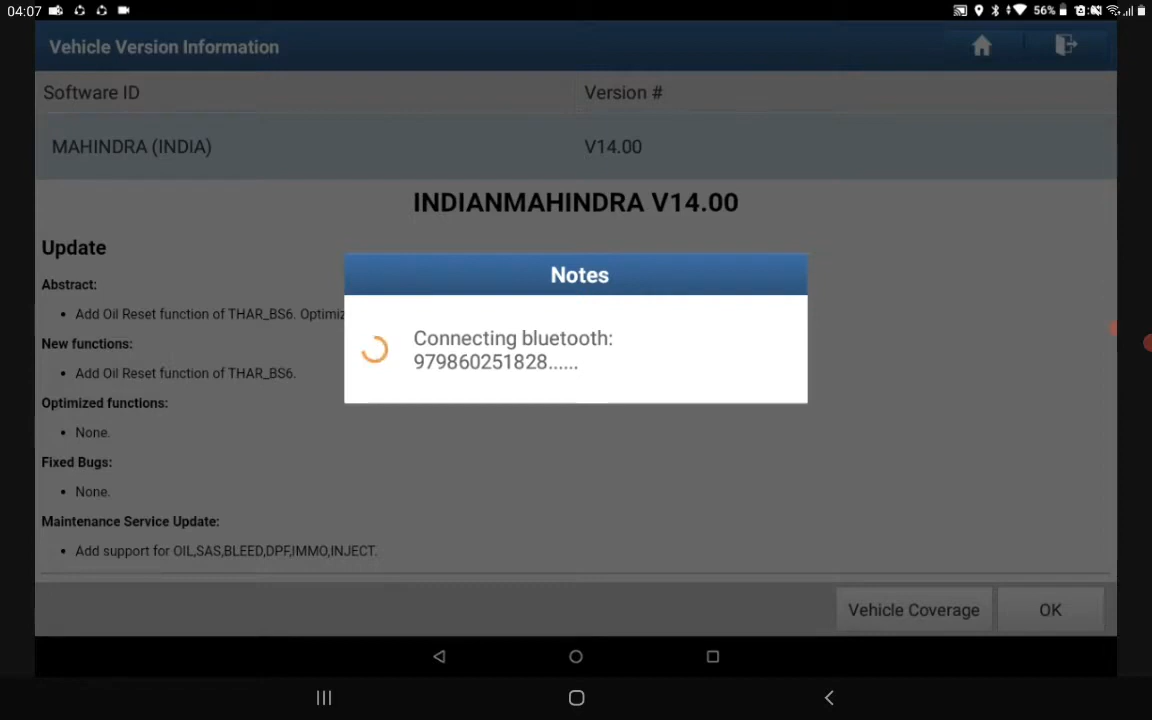 04:07
56%
Vehicle Version Information
Software ID Version #
MAHINDRA (INDIA) V14.00
INDIANMAHINDRA V14.00
Update
Abstract:
• Add Oil Reset function of THAR_BS6. Optimiz
New functions:
• Add Oil Reset function of THAR_BS6.
Optimized functions:
• None.
Fixed Bugs:
• None.
Maintenance Service Update:
• Add support for OIL,SAS,BLEED,DPF,IMMO,INJECT.
Notes
Connecting bluetooth:
979860251828......
Vehicle Coverage OK